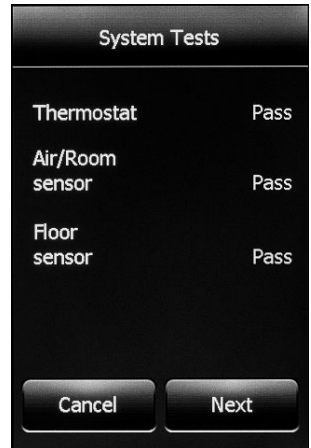 System Tests
Thermostat Pass
Air/Room
sensor Pass
Floor
sensor Pass
Cancel Next